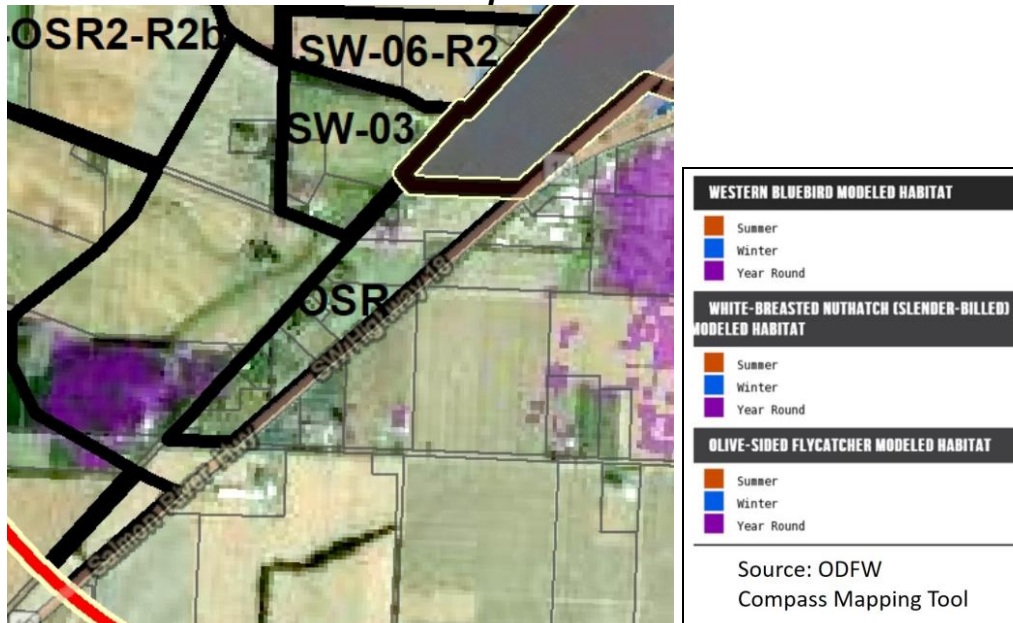 OSR2-R2b
SW-06-R2
SW-03
OSR
SW Highway 18
Salmon River Hwy
WESTERN BLUEBIRD MODELED HABITAT
Summer
Winter
Year Round
WHITE-BREASTED NUTHATCH (SLENDER-BILLED)
MODELED HABITAT
Summer
Winter
Year Round
OLIVE-SIDED FLYCATCHER MODELED HABITAT
Summer
Winter
Year Round
Source: ODFW
Compass Mapping Tool